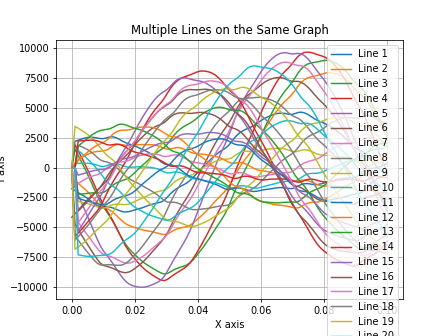 Multiple Lines on the Same Graph
10000
7500
5000
2500
0
−2500
−5000
−7500
−10000
0.00
0.02
0.04
0.06
X axis
Line 1
Line 2
Line 3
Line 4
Line 5
Line 6
Line 7
Line 8
Line 9
Line 10
Line 11
Line 12
Line 13
Line 14
Line 15
Line 16
Line 17
Line 18
Line 19
Line 20